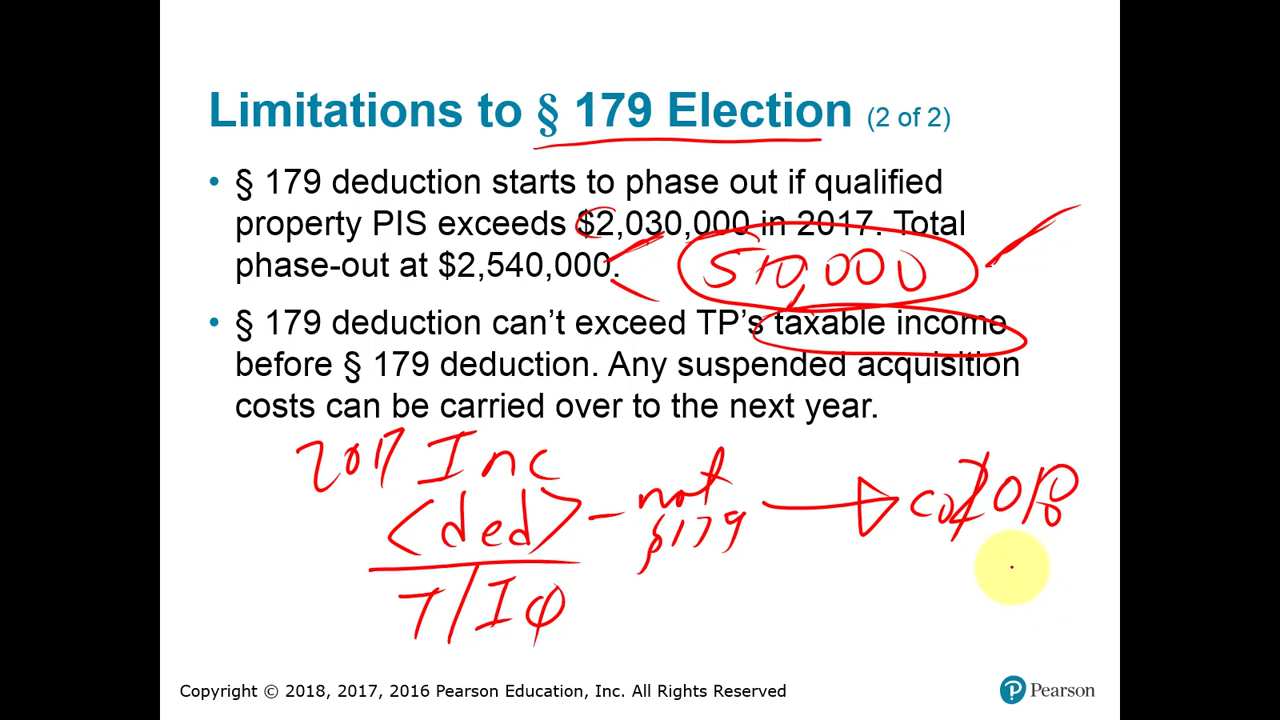 Limitations to § 179 Election (2 of 2)
• § 179 deduction starts to phase out if qualified
property PIS exceeds $2,030,000 in 2017. Total
phase-out at $2,540,000.
510,000
• § 179 deduction can’t exceed TP’s taxable income
before § 179 deduction. Any suspended acquisition
costs can be carried over to the next year.
2017 Inc
<ded> - not
§179
T/I
Copyright © 2018, 2017, 2016 Pearson Education, Inc. All Rights Reserved
Pearson